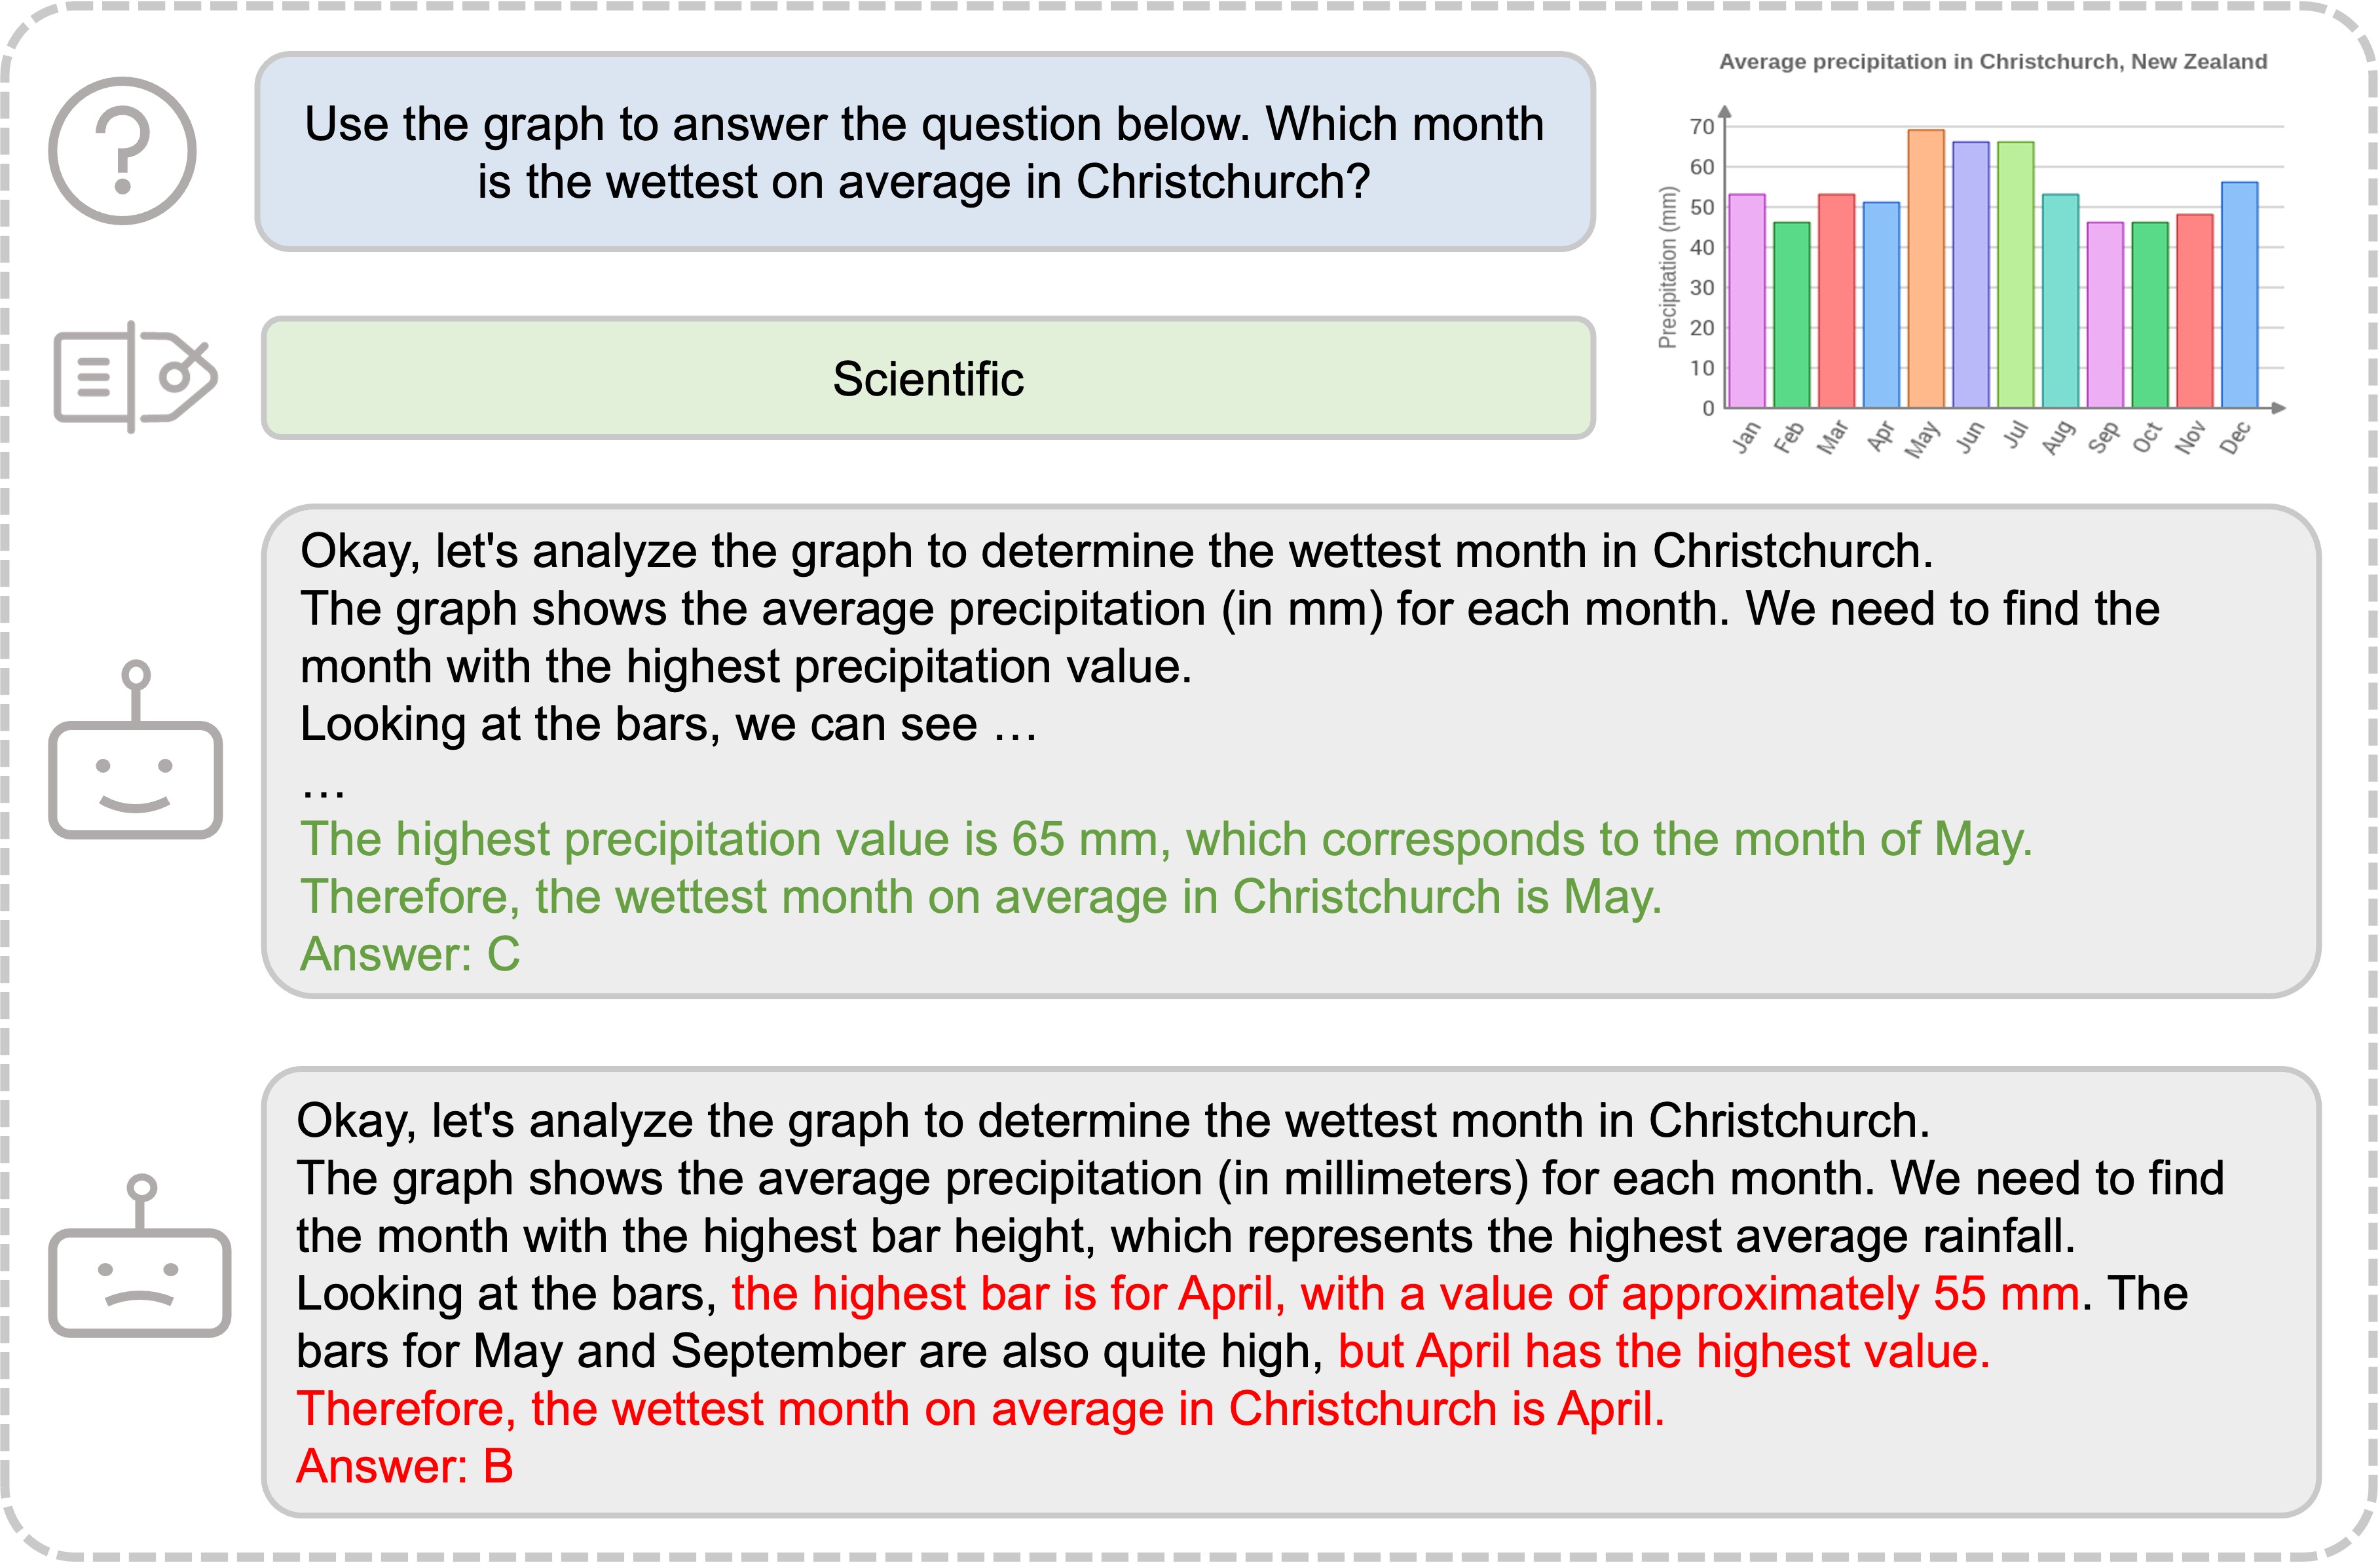 Use the graph to answer the question below. Which month
is the wettest on average in Christchurch?
Average precipitation in Christchurch, New Zealand
Precipitation (mm)
70
60
50
40
30
20
10
0
Jan
Feb
Mar
Apr
May
Jun
Jul
Aug
Sep
Oct
Nov
Dec
Scientific
Okay, let's analyze the graph to determine the wettest month in Christchurch.
The graph shows the average precipitation (in mm) for each month. We need to find the
month with the highest precipitation value.
Looking at the bars, we can see …
…
The highest precipitation value is 65 mm, which corresponds to the month of May.
Therefore, the wettest month on average in Christchurch is May.
Answer: C
Okay, let's analyze the graph to determine the wettest month in Christchurch.
The graph shows the average precipitation (in millimeters) for each month. We need to find
the month with the highest bar height, which represents the highest average rainfall.
Looking at the bars, the highest bar is for April, with a value of approximately 55 mm. The
bars for May and September are also quite high, but April has the highest value.
Therefore, the wettest month on average in Christchurch is April.
Answer: B